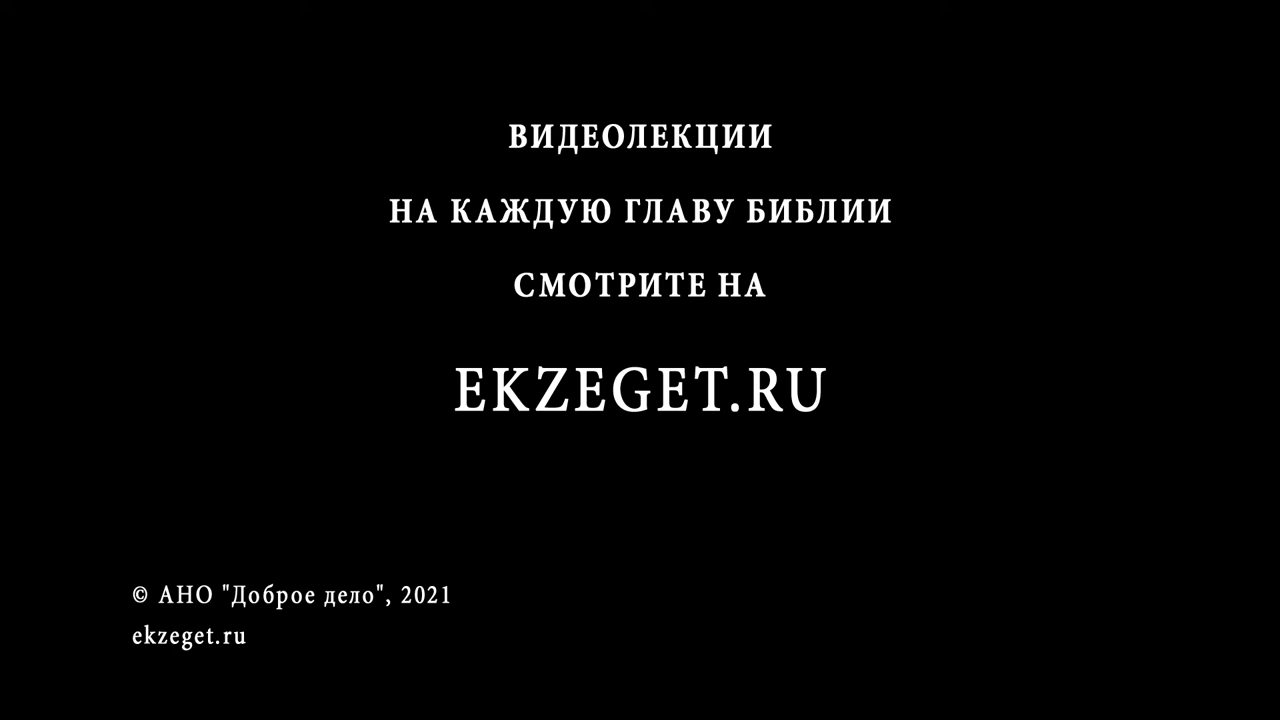 ВИДЕОЛЕКЦИИ
НА КАЖДУЮ ГЛАВУ БИБЛИИ
СМОТРИТЕ НА
EKZEGET.RU
© АНО "Доброе дело", 2021
ekzeget.ru